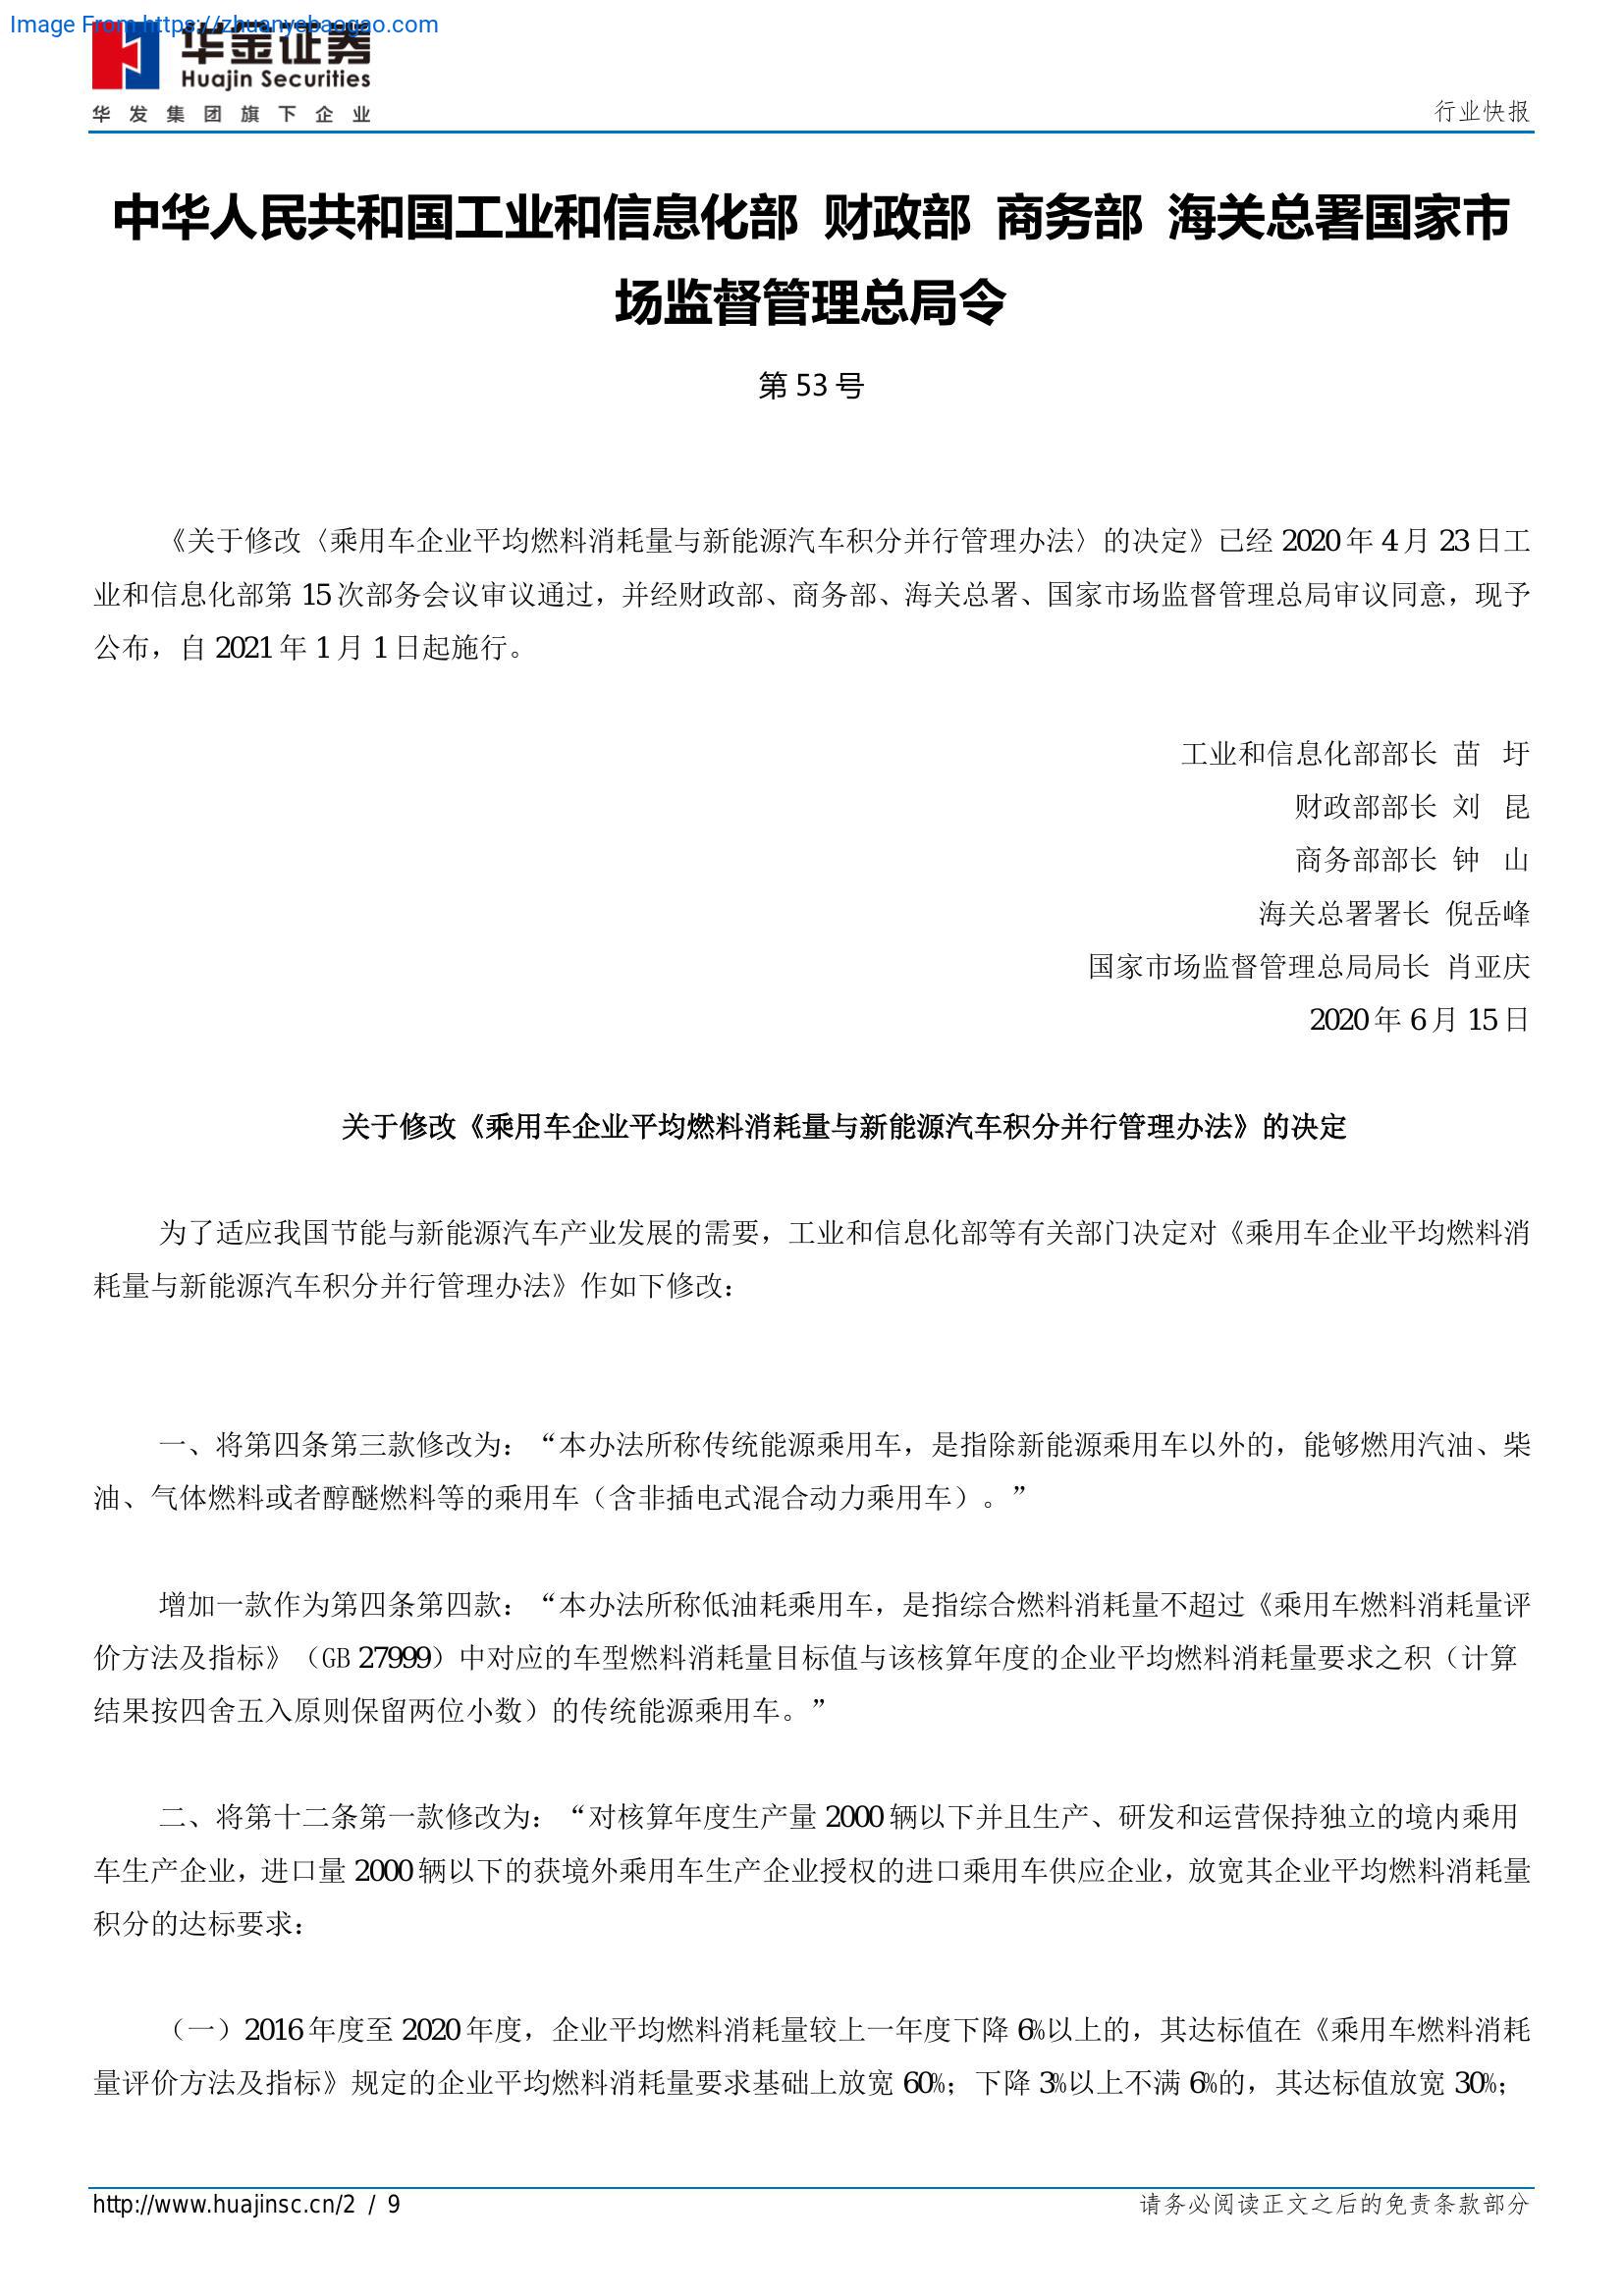 Image From https://zhuanyebaogao.com
华金证券
Huajin Securities
华发集团旗下企业
行业快报
中华人民共和国工业和信息化部 财政部 商务部 海关总署国家市
场监督管理总局令
第 53 号
《关于修改〈乘用车企业平均燃料消耗量与新能源汽车积分并行管理办法〉的决定》已经 2020 年 4 月 23 日工
业和信息化部第 15 次部务会议审议通过，并经财政部、商务部、海关总署、国家市场监督管理总局审议同意，现予
公布，自 2021 年 1 月 1 日起施行。
工业和信息化部部长 苗 圩
财政部部长 刘 昆
商务部部长 钟 山
海关总署署长 倪岳峰
国家市场监督管理总局局长 肖亚庆
2020 年 6 月 15 日
关于修改《乘用车企业平均燃料消耗量与新能源汽车积分并行管理办法》的决定
为了适应我国节能与新能源汽车产业发展的需要，工业和信息化部等有关部门决定对《乘用车企业平均燃料消
耗量与新能源汽车积分并行管理办法》作如下修改：
一、将第四条第三款修改为：“本办法所称传统能源乘用车，是指除新能源乘用车以外的，能够燃用汽油、柴
油、气体燃料或者醇醚燃料等的乘用车（含非插电式混合动力乘用车）。”
增加一款作为第四条第四款：“本办法所称低油耗乘用车，是指综合燃料消耗量不超过《乘用车燃料消耗量评
价方法及指标》（GB 27999）中对应的车型燃料消耗量目标值与该核算年度的企业平均燃料消耗量要求之积（计算
结果按四舍五入原则保留两位小数）的传统能源乘用车。”
二、将第十二条第一款修改为：“对核算年度生产量 2000 辆以下并且生产、研发和运营保持独立的境内乘用
车生产企业，进口量 2000 辆以下的获境外乘用车生产企业授权的进口乘用车供应企业，放宽其企业平均燃料消耗量
积分的达标要求：
（一）2016 年度至 2020 年度，企业平均燃料消耗量较上一年度下降 6%以上的，其达标值在《乘用车燃料消耗
量评价方法及指标》规定的企业平均燃料消耗量要求基础上放宽 60%；下降 3%以上不满 6%的，其达标值放宽 30%；
http://www.huajinsc.cn/2 / 9
请务必阅读正文之后的免责条款部分